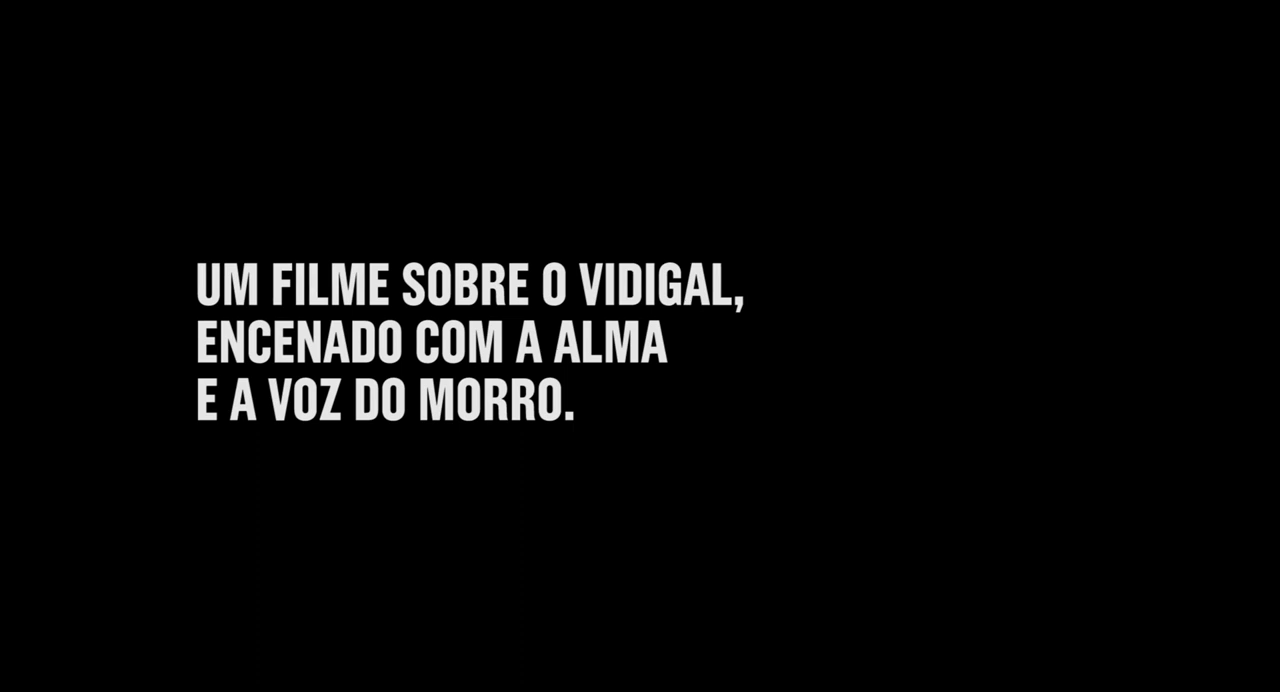 UM FILME SOBRE O VIDIGAL,
ENCENADO COM A ALMA
E A VOZ DO MORRO.